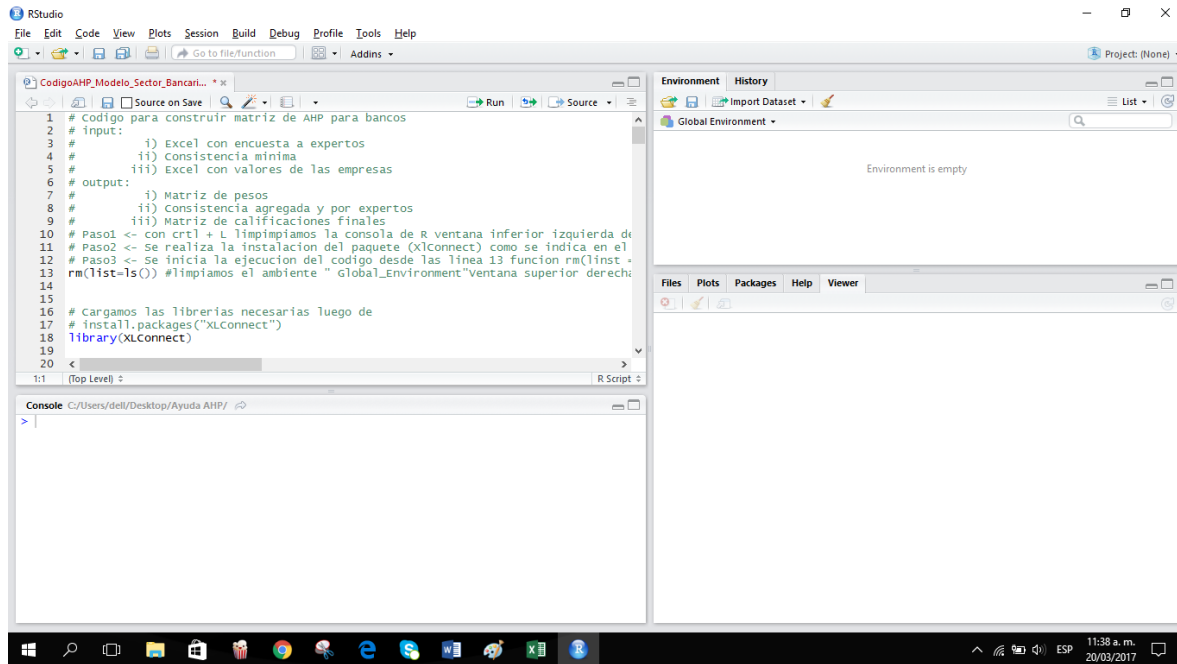 RStudio
File Edit Code View Plots Session Build Debug Profile Tools Help
Go to file/function Addins
Project: (None)
CodigoAHP_Modelo_Sector_Bancari... *
Source on Save Run Source
1 # Codigo para construir matriz de AHP para bancos
2 # input:
3 # i) Excel con encuesta a expertos
4 # ii) Consistencia minima
5 # iii) Excel con valores de las empresas
6 # output:
7 # i) Matriz de pesos
8 # ii) Consistencia agregada y por expertos
9 # iii) Matriz de calificaciones finales
10 # Paso1 <- con crtl + L limpimpiamos la consola de R ventana inferior izquierda de
11 # Paso2 <- Se realiza la instalacion del paquete (XlConnect) como se indica en el
12 # Paso3 <- Se inicia la ejecucion del codigo desde las linea 13 funcion rm(linst =
13 rm(list=ls()) #limpiamos el ambiente " Global_Environment"ventana superior derecha
14
15
16 # Cargamos las librerias necesarias luego de
17 # install.packages("XLConnect")
18 library(XLConnect)
19
20
1:1 (Top Level) R Script
Console C:/Users/dell/Desktop/Ayuda AHP/
>
Environment History
Import Dataset List
Global Environment
Environment is empty
Files Plots Packages Help Viewer
ESP
11:38 a. m.
20/03/2017